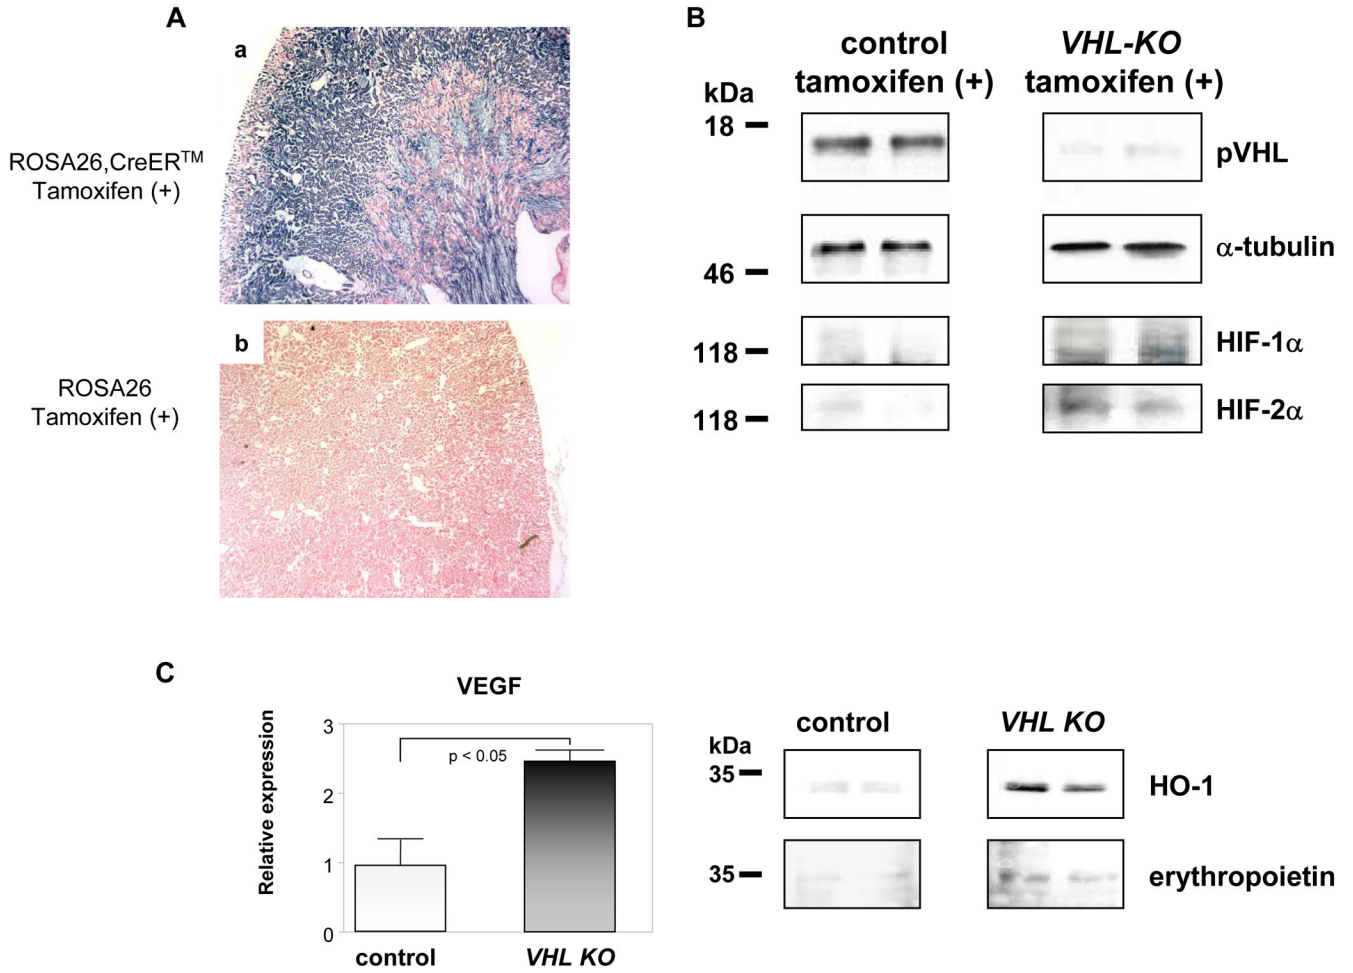 A
a
ROSA26,CreER™
Tamoxifen (+)
b
ROSA26
Tamoxifen (+)
B
control
tamoxifen (+)
VHL-KO
tamoxifen (+)
kDa
18
pVHL
α-tubulin
46
118
HIF-1α
118
HIF-2α
C
VEGF
Relative expression
3
2
1
0
p < 0.05
control
VHL KO
control
VHL KO
kDa
35
HO-1
35
erythropoietin